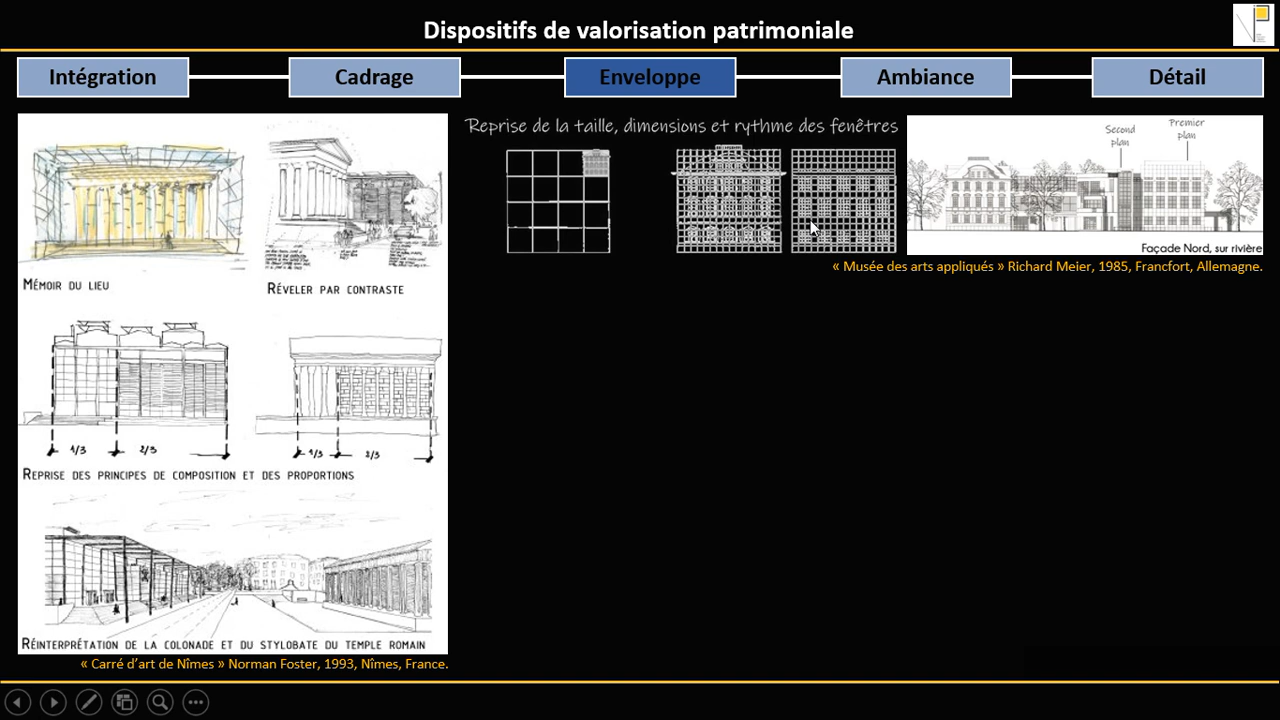 Dispositifs de valorisation patrimoniale
Intégration
Cadrage
Enveloppe
Ambiance
Détail
Mémoir du lieu
Réveler par contraste
1/3
2/3
1/3
2/3
Reprise des principes de composition et des proportions
Réinterprétation de la colonade et du stylobate du temple romain
« Carré d’art de Nîmes » Norman Foster, 1993, Nîmes, France.
Reprise de la taille, dimensions et rythme des fenêtres
Second
plan
Premier
plan
Façade Nord, sur rivière
« Musée des arts appliqués » Richard Meier, 1985, Francfort, Allemagne.